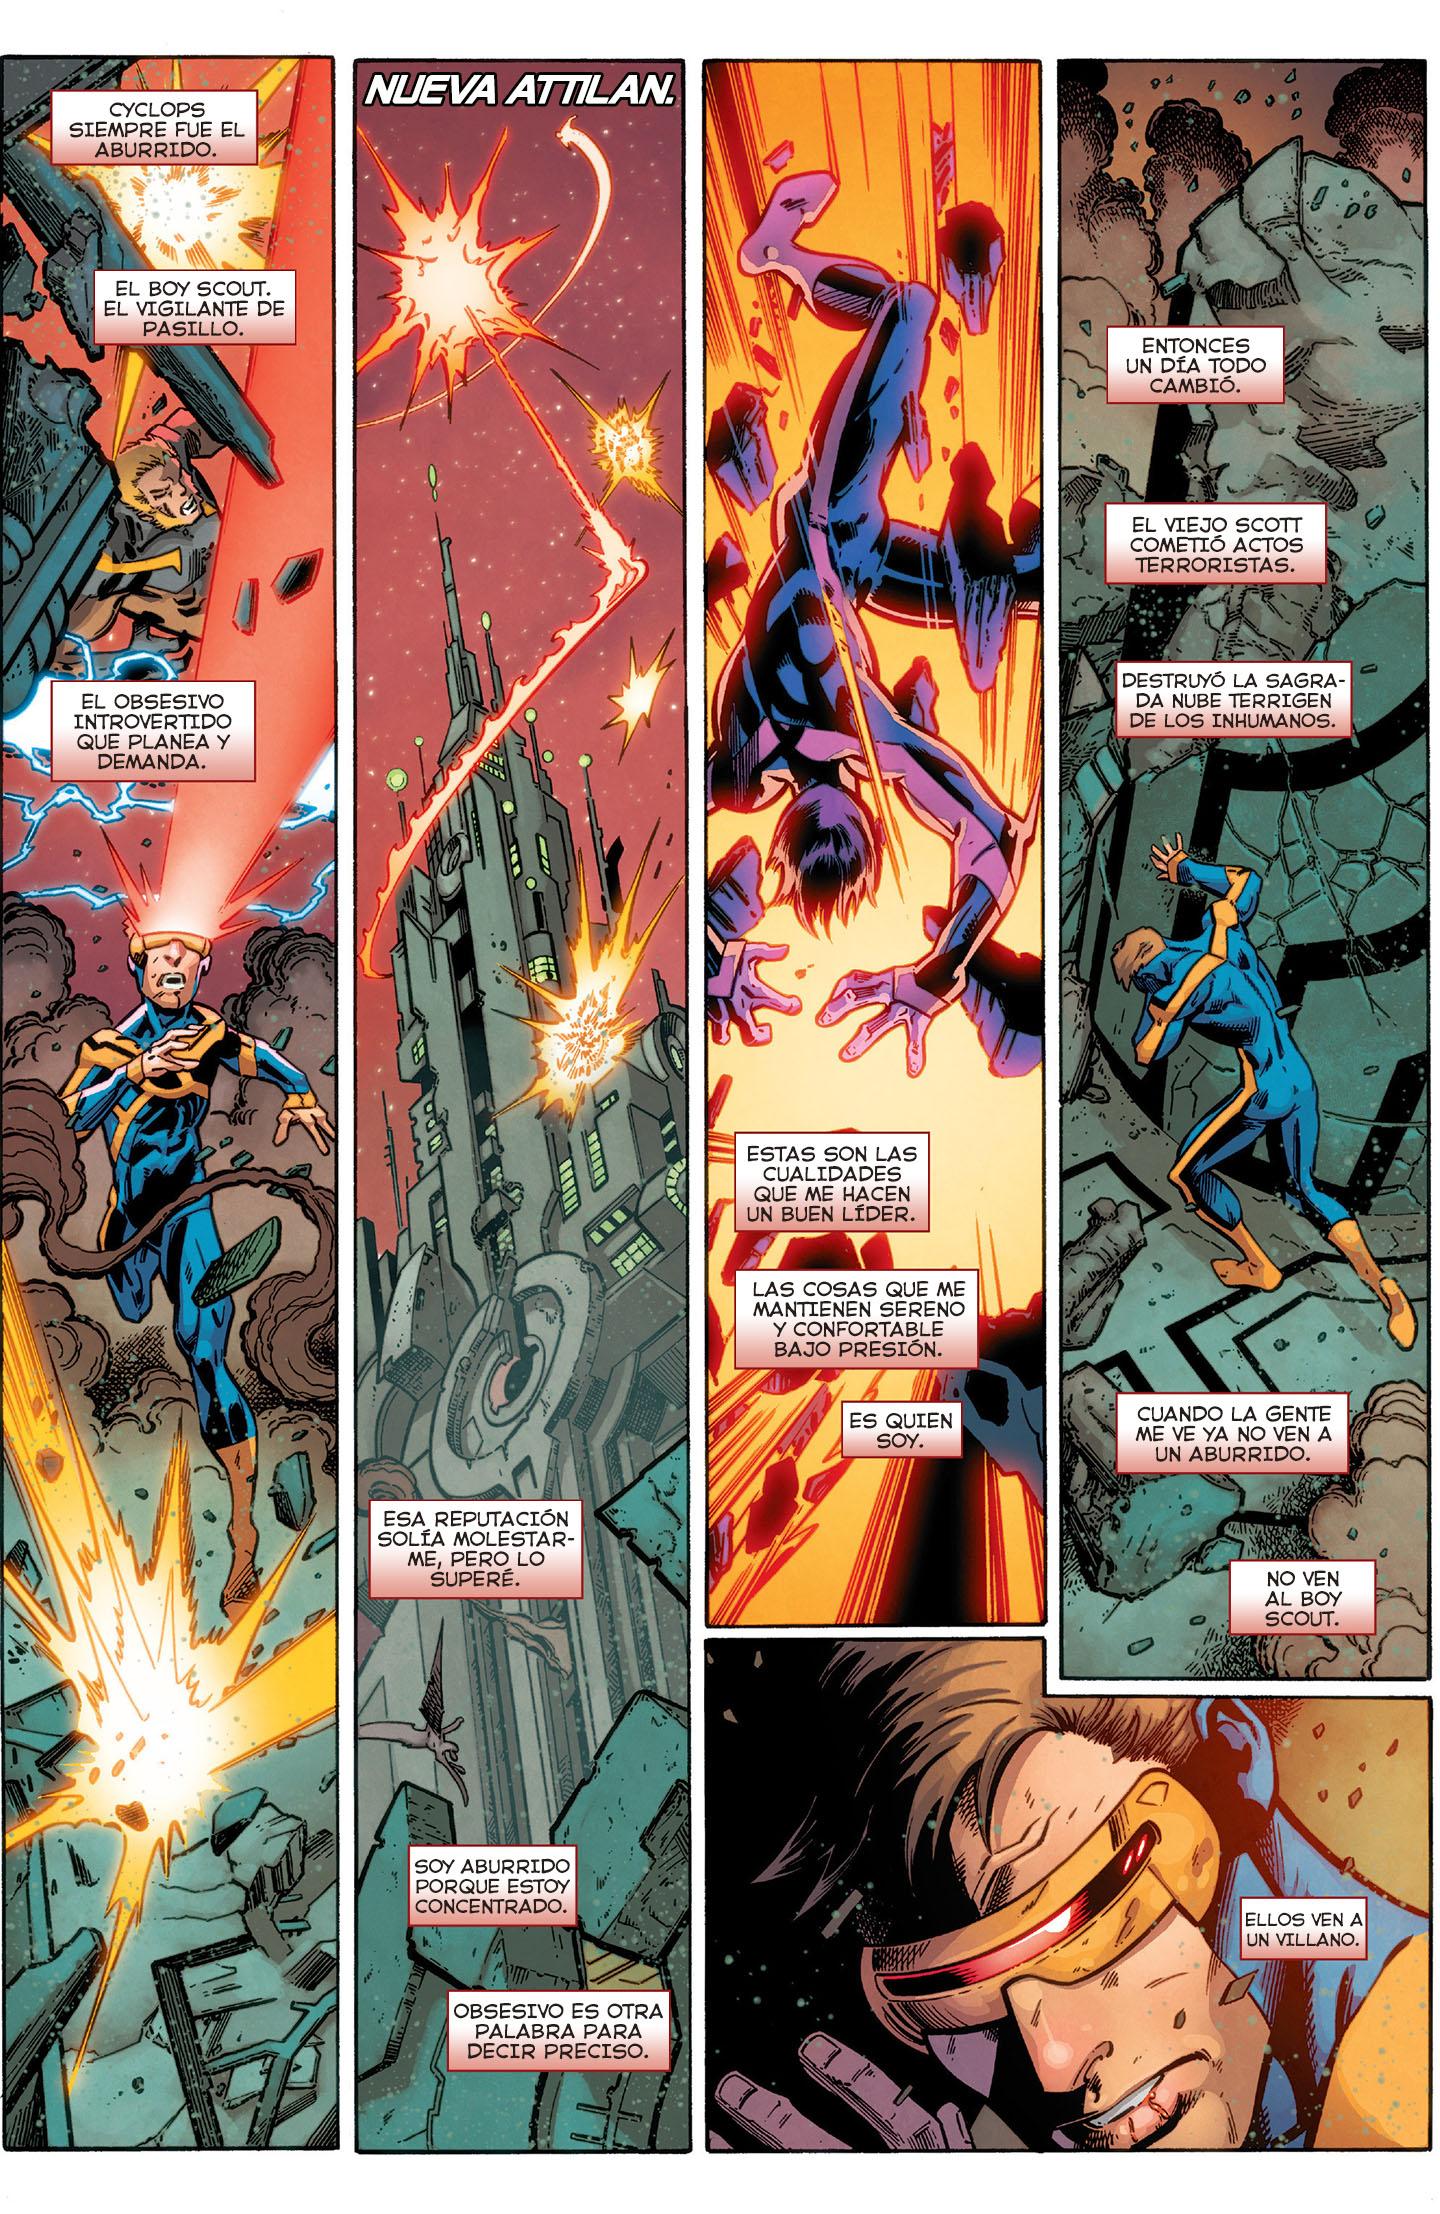 CYCLOPS
SIEMPRE FUE EL
ABURRIDO.
EL BOY SCOUT.
EL VIGILANTE DE
PASILLO.
EL OBSESIVO
INTROVERTIDO
QUE PLANEA Y
DEMANDA.
NUEVA ATTILAN.
ESA REPUTACIÓN
SOLÍA MOLESTAR-
ME, PERO LO
SUPERÉ.
SOY ABURRIDO
PORQUE ESTOY
CONCENTRADO.
OBSESIVO ES OTRA
PALABRA PARA
DECIR PRECISO.
ESTAS SON LAS
CUALIDADES
QUE ME HACEN
UN BUEN LÍDER.
LAS COSAS QUE ME
MANTIENEN SERENO
Y CONFORTABLE
BAJO PRESIÓN.
ES QUIEN
SOY.
ENTONCES
UN DÍA TODO
CAMBIÓ.
EL VIEJO SCOTT
COMETIÓ ACTOS
TERRORISTAS.
DESTRUYÓ LA SAGRA-
DA NUBE TERRIGEN
DE LOS INHUMANOS.
CUANDO LA GENTE
ME VE YA NO VEN A
UN ABURRIDO.
NO VEN
AL BOY
SCOUT.
ELLOS VEN A
UN VILLANO.